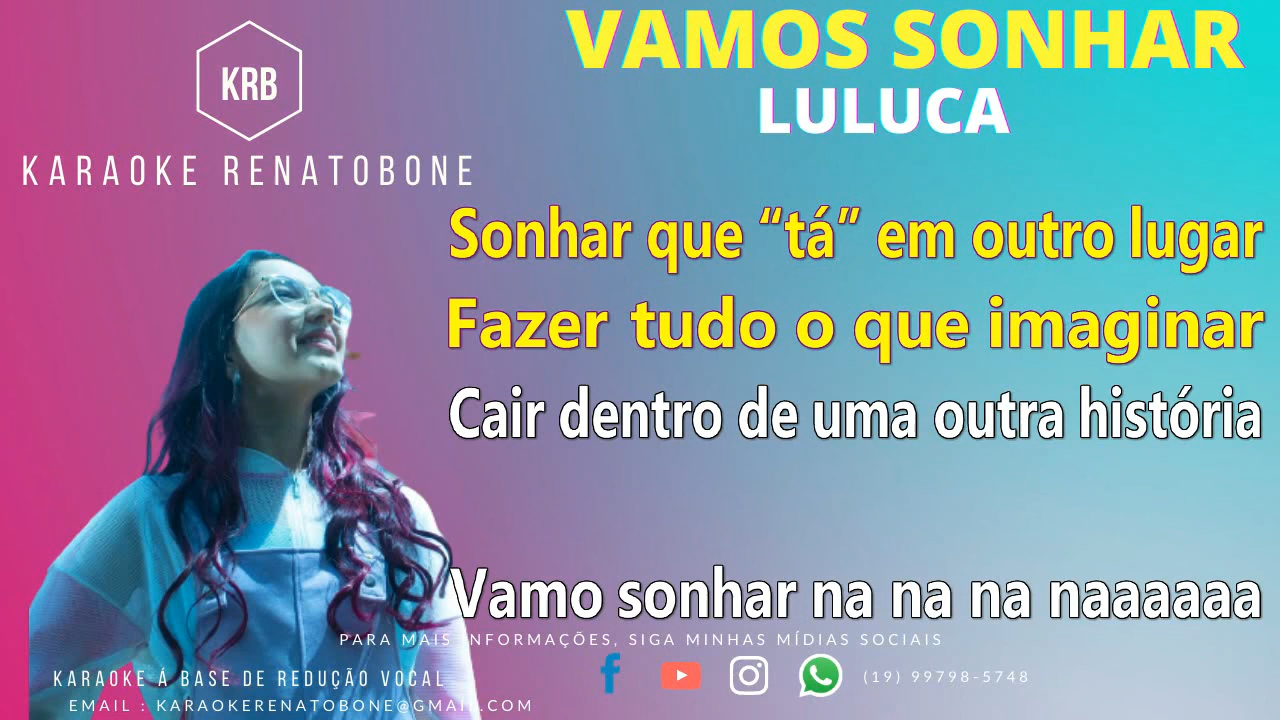 KRB
KARAOKE RENATOBONE
VAMOS SONHAR
LULUCA
Sonhar que “tá” em outro lugar
Fazer tudo o que imaginar
Cair dentro de uma outra história
Vamo sonhar na na na naaaaaa
PARA MAIS INFORMAÇÕES, SIGA MINHAS MÍDIAS SOCIAIS
(19) 99798-5748
KARAOKE Á BASE DE REDUÇÃO VOCAL
EMAIL : KARAOKERENATOBONE@GMAIL.COM